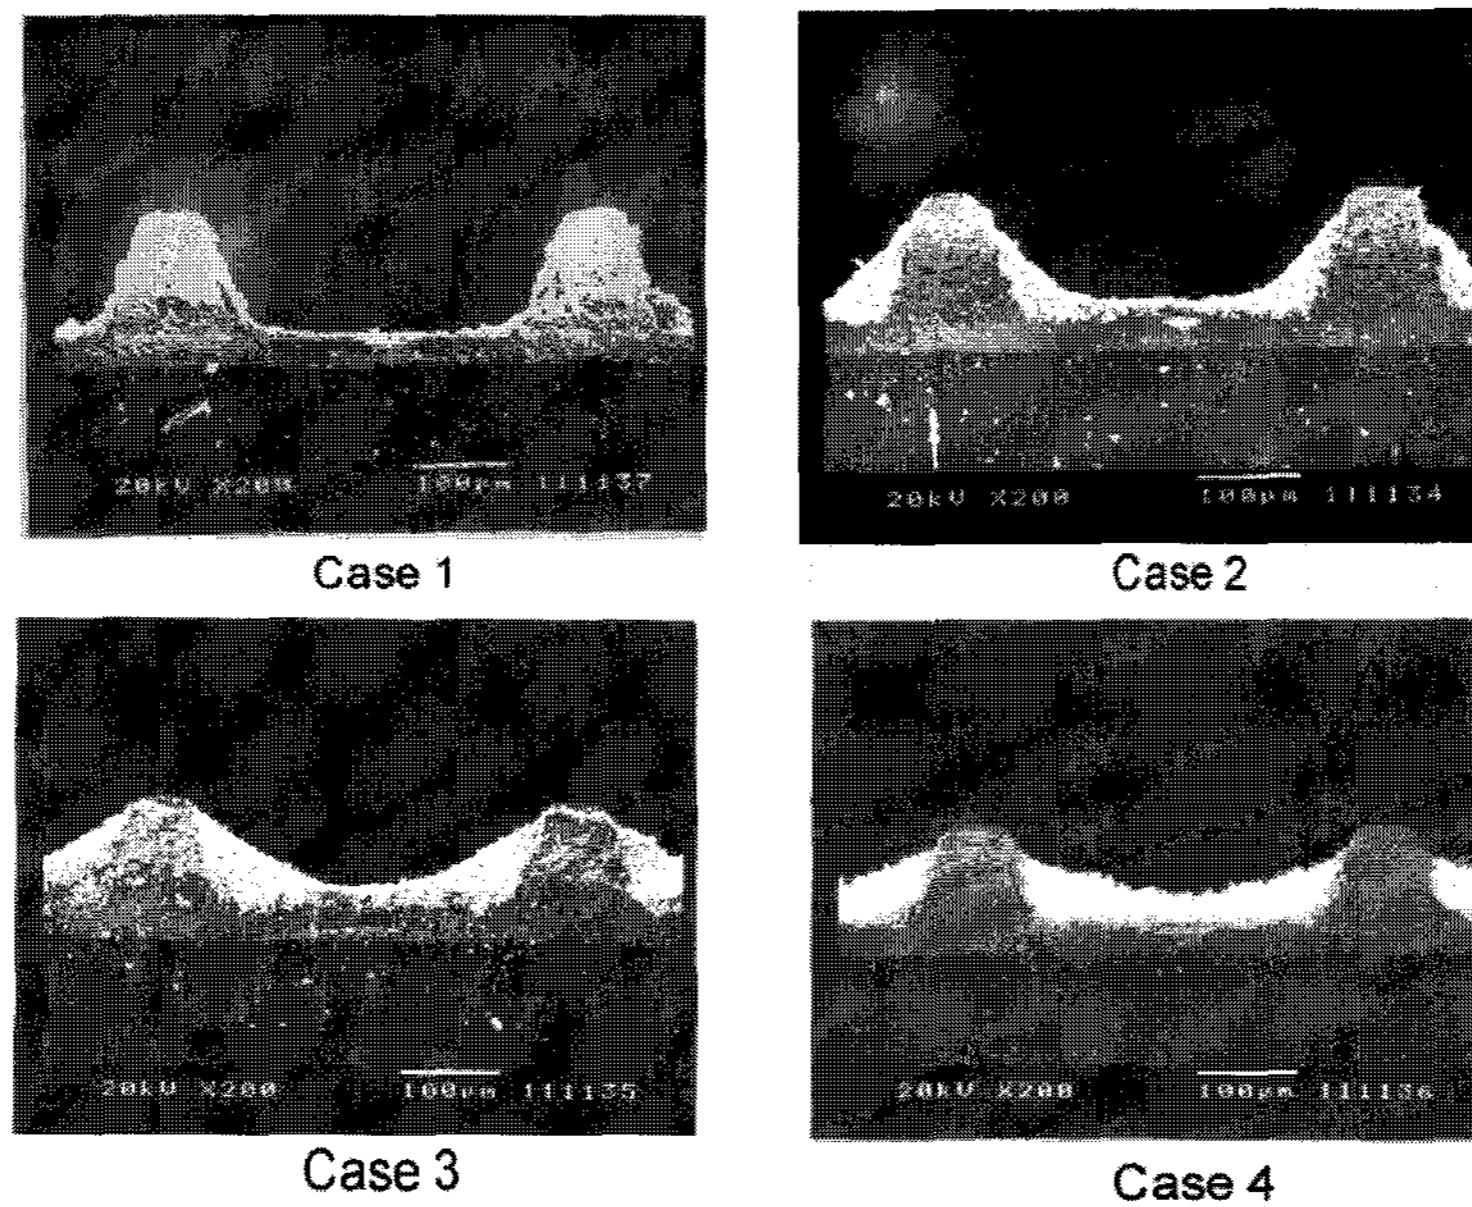 20kV X200 100µm 111137
20kV X200 100µm 111134
Case 1
Case 2
20kV X200 100µm 111135
20kV X200 100µm 111136
Case 3
Case 4